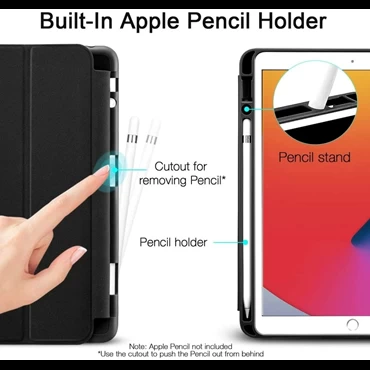 Built-In Apple Pencil Holder
Pencil stand
Cutout for
removing Pencil*
Pencil holder
Note: Apple Pencil not included
*Use the cutout to push the Pencil out from behind